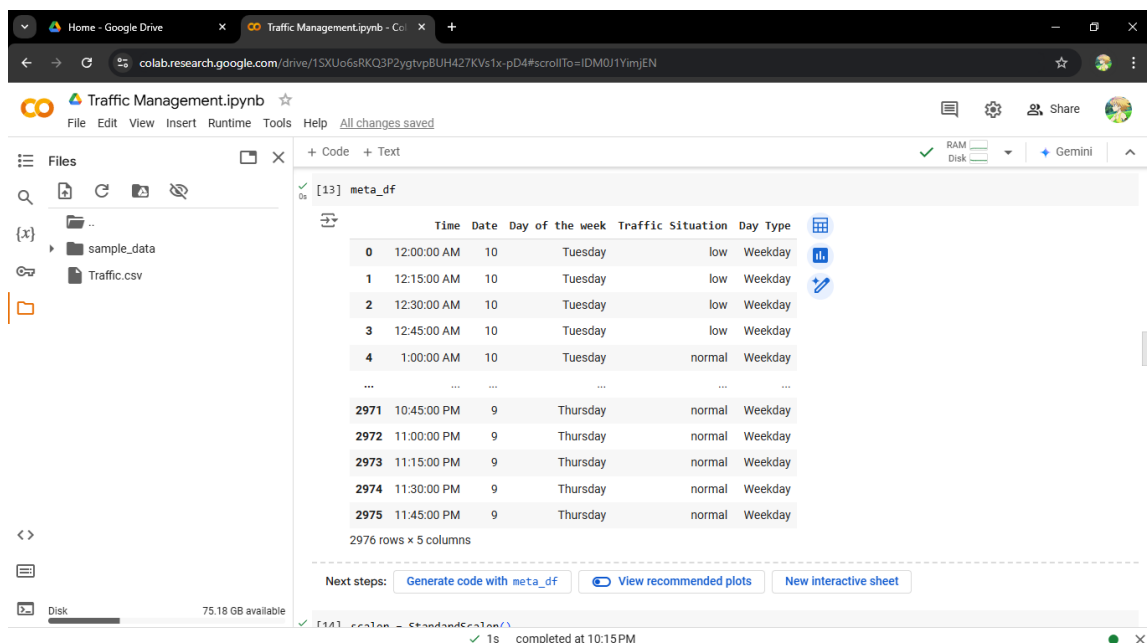 Home - Google Drive
Traffic Management.ipynb - Col
colab.research.google.com/drive/1SXUo6sRKQ3P2ygtvpBUH427KVs1x-pD4#scrollTo=IDM0J1YimjEN
CO
Traffic Management.ipynb
Share
File Edit View Insert Runtime Tools Help All changes saved
Files
+ Code + Text
RAM
Disk
Gemini
..
sample_data
Traffic.csv
{x}
0s
[13] meta_df
Time Date Day of the week Traffic Situation Day Type
0 12:00:00 AM 10 Tuesday low Weekday
1 12:15:00 AM 10 Tuesday low Weekday
2 12:30:00 AM 10 Tuesday low Weekday
3 12:45:00 AM 10 Tuesday low Weekday
4 1:00:00 AM 10 Tuesday normal Weekday
... ... ... ... ... ...
2971 10:45:00 PM 9 Thursday normal Weekday
2972 11:00:00 PM 9 Thursday normal Weekday
2973 11:15:00 PM 9 Thursday normal Weekday
2974 11:30:00 PM 9 Thursday normal Weekday
2975 11:45:00 PM 9 Thursday normal Weekday
2976 rows × 5 columns
Next steps: Generate code with meta_df View recommended plots New interactive sheet
Disk 75.18 GB available
[14] scaler = StandardScaler()
1s completed at 10:15 PM